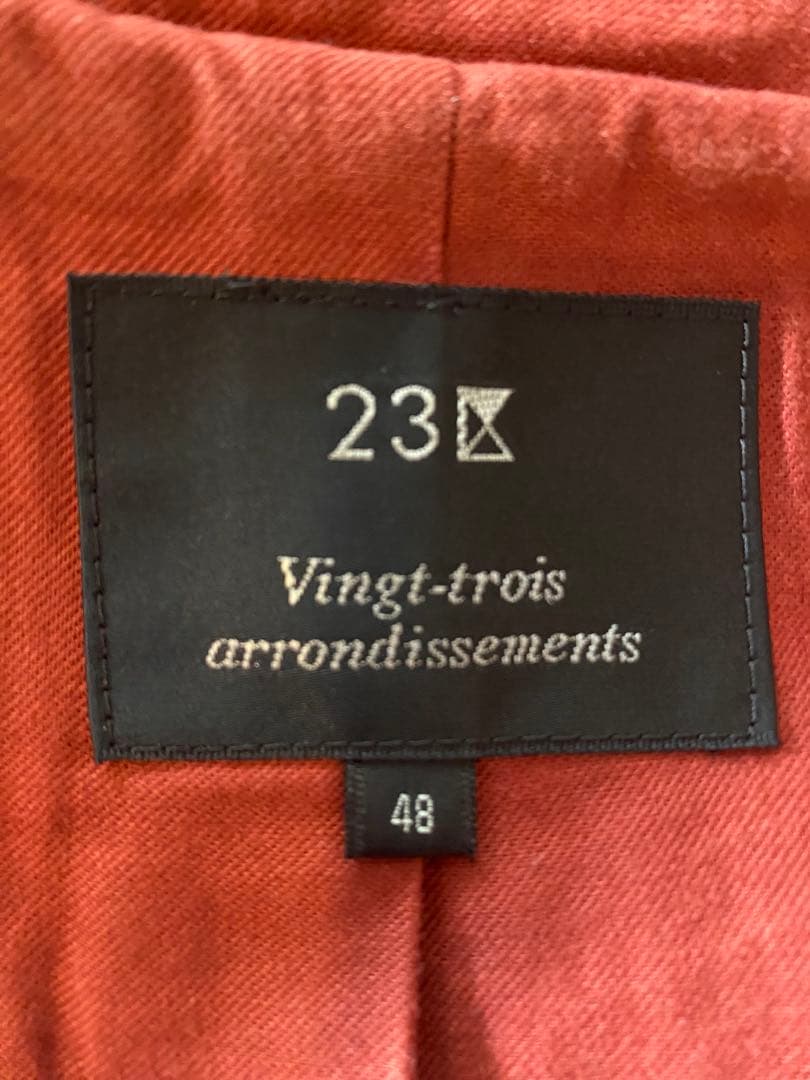 23
Vingt-trois
arrondissements
48